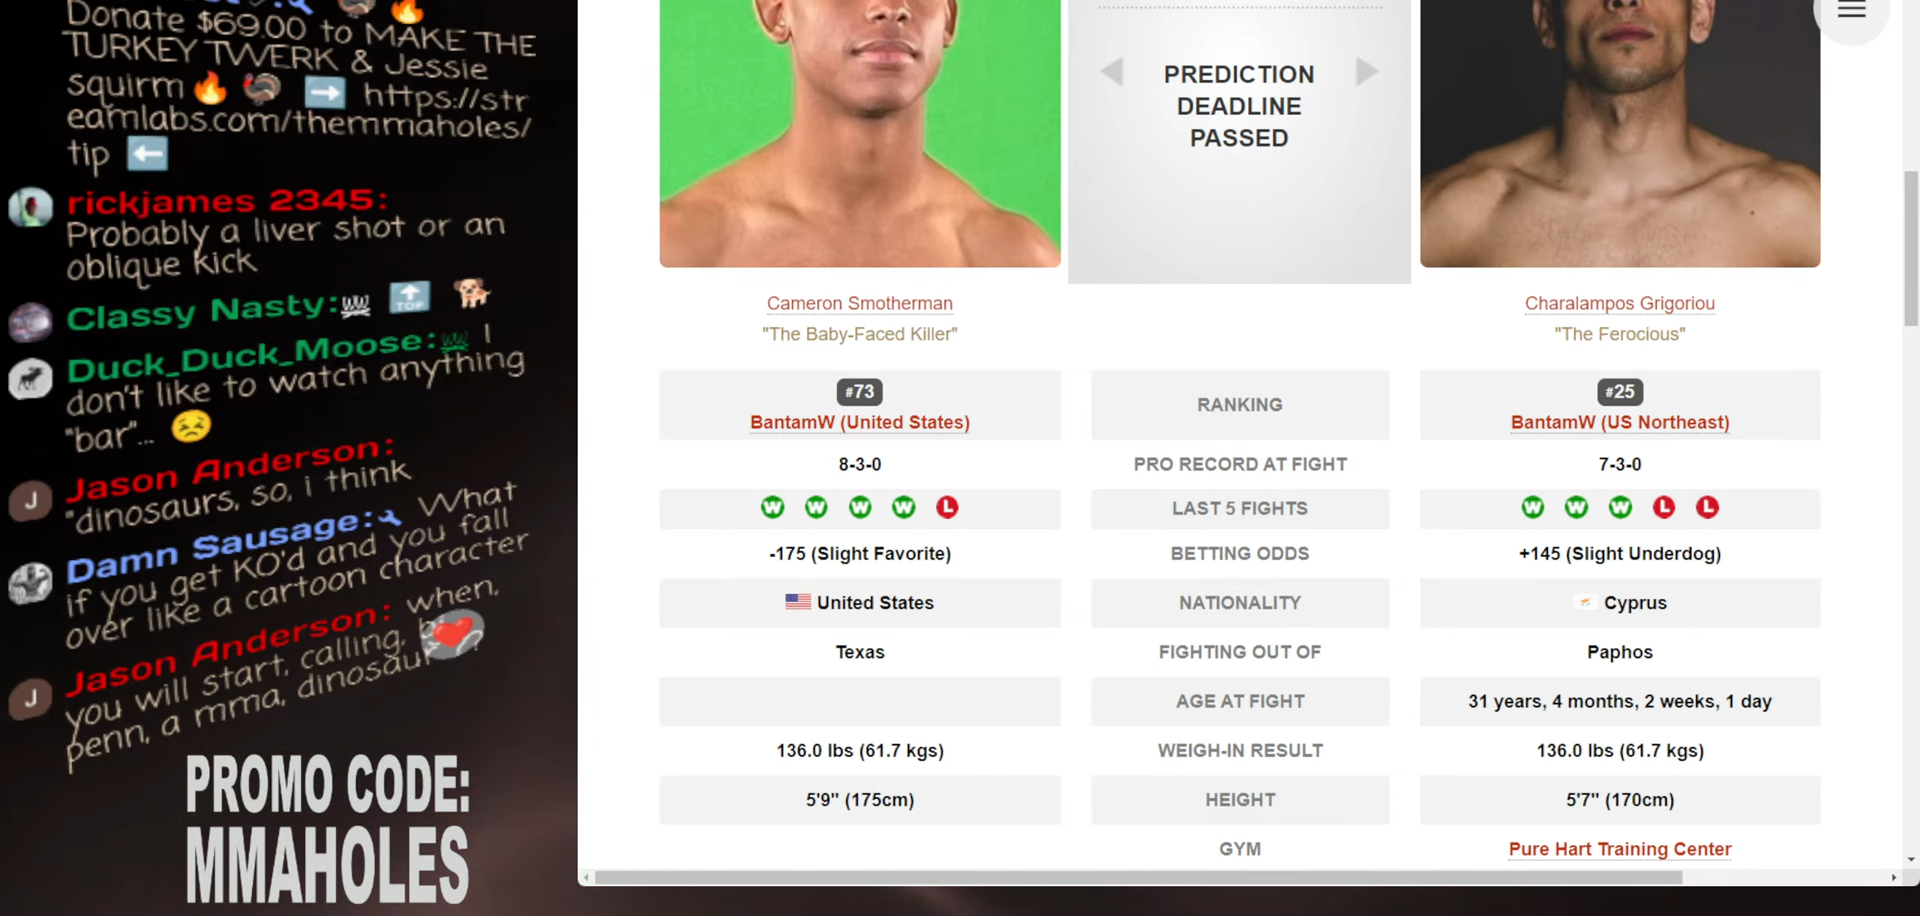 Donate $69.00 to MAKE THE
TURKEY TWERK & Jessie
squirm 🔥 🦃 ➡️ https://str
eamlabs.com/themmaholes/
tip ⬅️
rickjames 2345:
Probably a liver shot or an
oblique kick
Classy Nasty: 🔝 🐕
TOP
Duck_Duck_Moose: I
don't like to watch anything
"bar"... 😣
J
Jason Anderson:
"dinosaurs, so, i think
Damn Sausage: What
if you get KO'd and you fall
over like a cartoon character
J
Jason Anderson: when,
you will start, calling,
penn, a mma,
PROMO CODE:
MMAHOLES
PREDICTION
DEADLINE
PASSED
Cameron Smotherman
"The Baby-Faced Killer"
Charalampos Grigoriou
"The Ferocious"
#73
BantamW (United States)
RANKING
#25
BantamW (US Northeast)
8-3-0
PRO RECORD AT FIGHT
7-3-0
W W W W L
LAST 5 FIGHTS
W W W L L
-175 (Slight Favorite)
BETTING ODDS
+145 (Slight Underdog)
United States
NATIONALITY
Cyprus
Texas
FIGHTING OUT OF
Paphos
AGE AT FIGHT
31 years, 4 months, 2 weeks, 1 day
136.0 lbs (61.7 kgs)
WEIGH-IN RESULT
136.0 lbs (61.7 kgs)
5'9" (175cm)
HEIGHT
5'7" (170cm)
GYM
Pure Hart Training Center